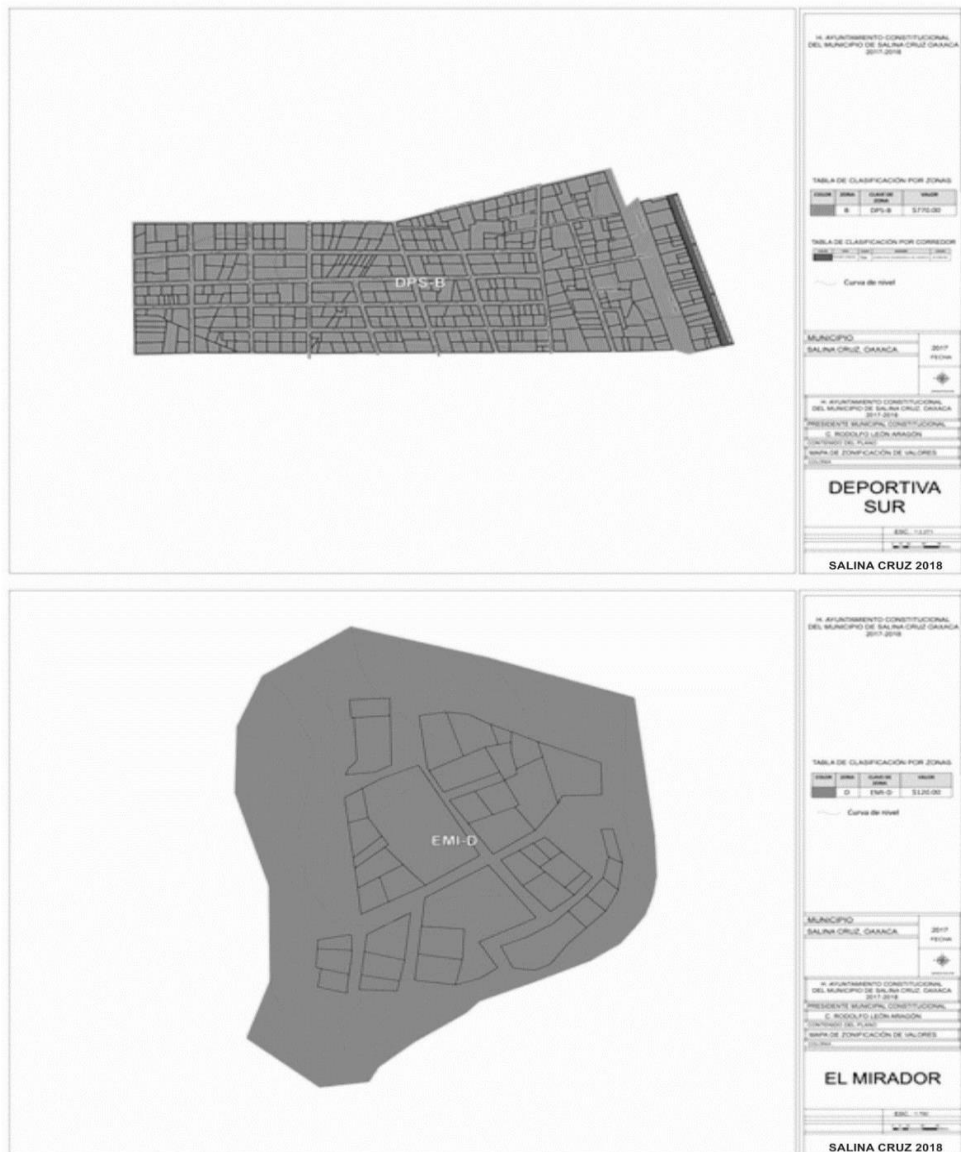 H. AYUNTAMIENTO CONSTITUCIONAL
DEL MUNICIPIO DE SALINA CRUZ OAXACA
2017-2018
TABLA DE CLASIFICACIÓN POR ZONAS
COLOR ZONA CLAVE DE ZONA VALOR
B DPS-B $770.00
TABLA DE CLASIFICACIÓN POR CORREDOR
Curva de nivel
DPS-B
MUNICIPIO
SALINA CRUZ, OAXACA
2017
FECHA
H. AYUNTAMIENTO CONSTITUCIONAL
DEL MUNICIPIO DE SALINA CRUZ, OAXACA
2017-2018
PRESIDENTE MUNICIPAL CONSTITUCIONAL
C. RODOLFO LEÓN ARAGÓN
CONTENIDO DEL PLANO
MAPA DE ZONIFICACIÓN DE VALORES
COLONIA
DEPORTIVA
SUR
ESC.
SALINA CRUZ 2018
H. AYUNTAMIENTO CONSTITUCIONAL
DEL MUNICIPIO DE SALINA CRUZ OAXACA
2017-2018
TABLA DE CLASIFICACIÓN POR ZONAS
COLOR ZONA CLAVE DE ZONA VALOR
D EMI-D $120.00
Curva de nivel
EMI-D
MUNICIPIO
SALINA CRUZ, OAXACA
2017
FECHA
H. AYUNTAMIENTO CONSTITUCIONAL
DEL MUNICIPIO DE SALINA CRUZ, OAXACA
2017-2018
PRESIDENTE MUNICIPAL CONSTITUCIONAL
C. RODOLFO LEÓN ARAGÓN
CONTENIDO DEL PLANO
MAPA DE ZONIFICACIÓN DE VALORES
COLONIA
EL MIRADOR
ESC.
SALINA CRUZ 2018